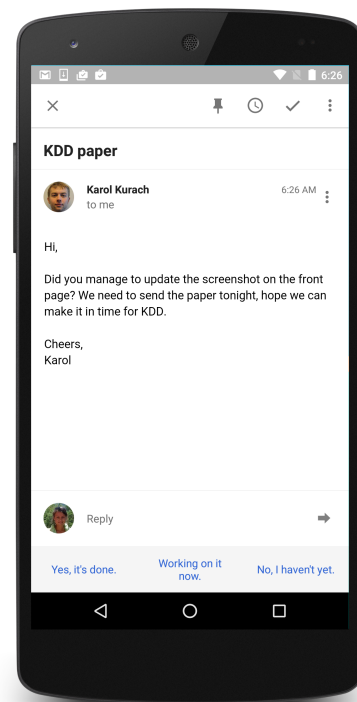 6:26
KDD paper
Karol Kurach
6:26 AM
to me
Hi,
Did you manage to update the screenshot on the front
page? We need to send the paper tonight, hope we can
make it in time for KDD.
Cheers,
Karol
Reply
Yes, it's done.
Working on it
now.
No, I haven't yet.